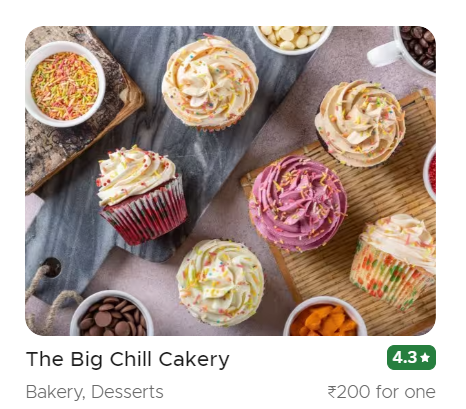 The Big Chill Cakery
4.3★
Bakery, Desserts
₹200 for one